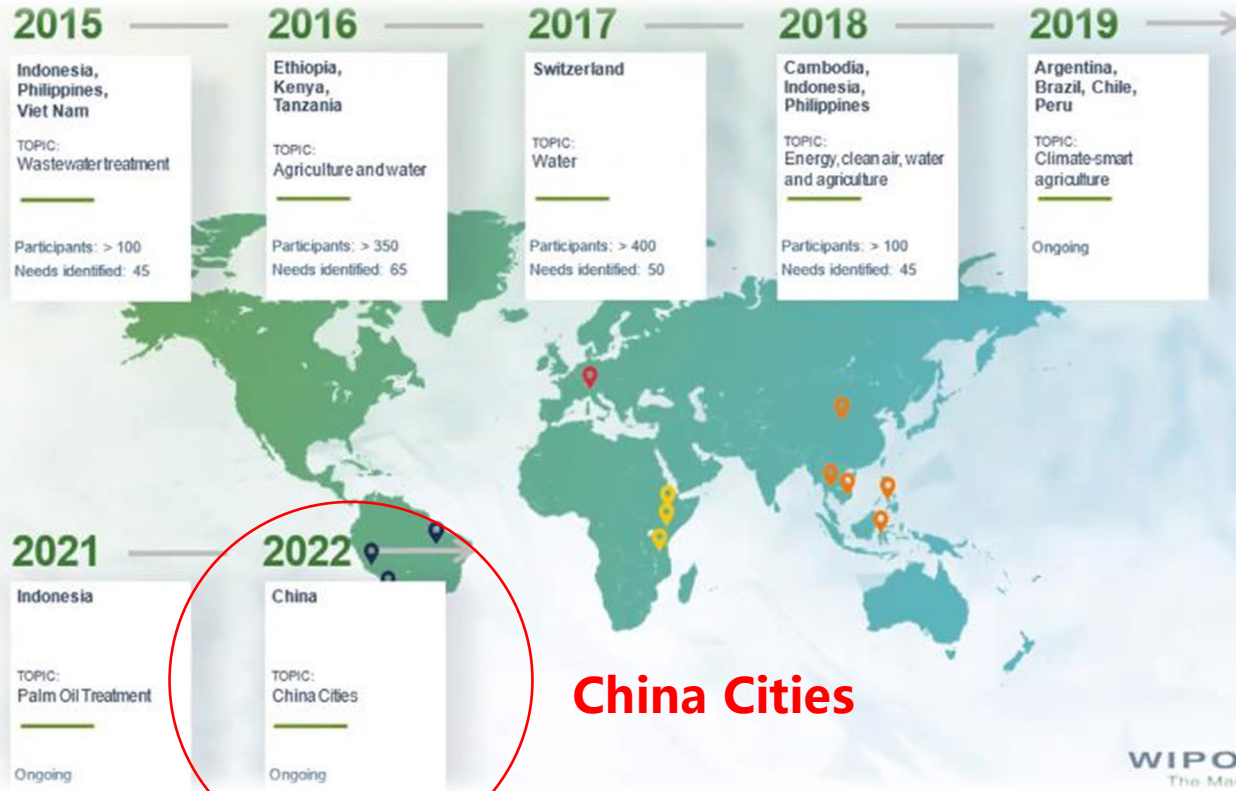 2015
Indonesia,
Philippines,
Viet Nam
TOPIC:
Wastewater treatment
Participants: > 100
Needs identified: 45
2016
Ethiopia,
Kenya,
Tanzania
TOPIC:
Agriculture and water
Participants: > 350
Needs identified: 65
2017
Switzerland
TOPIC:
Water
Participants: > 400
Needs identified: 50
2018
Cambodia,
Indonesia,
Philippines
TOPIC:
Energy, clean air, water
and agriculture
Participants: > 100
Needs identified: 45
2019
Argentina,
Brazil, Chile,
Peru
TOPIC:
Climate-smart
agriculture
Ongoing
2021
Indonesia
TOPIC:
Palm Oil Treatment
Ongoing
2022
China
TOPIC:
China Cities
Ongoing
China Cities
WIPO
The Mar